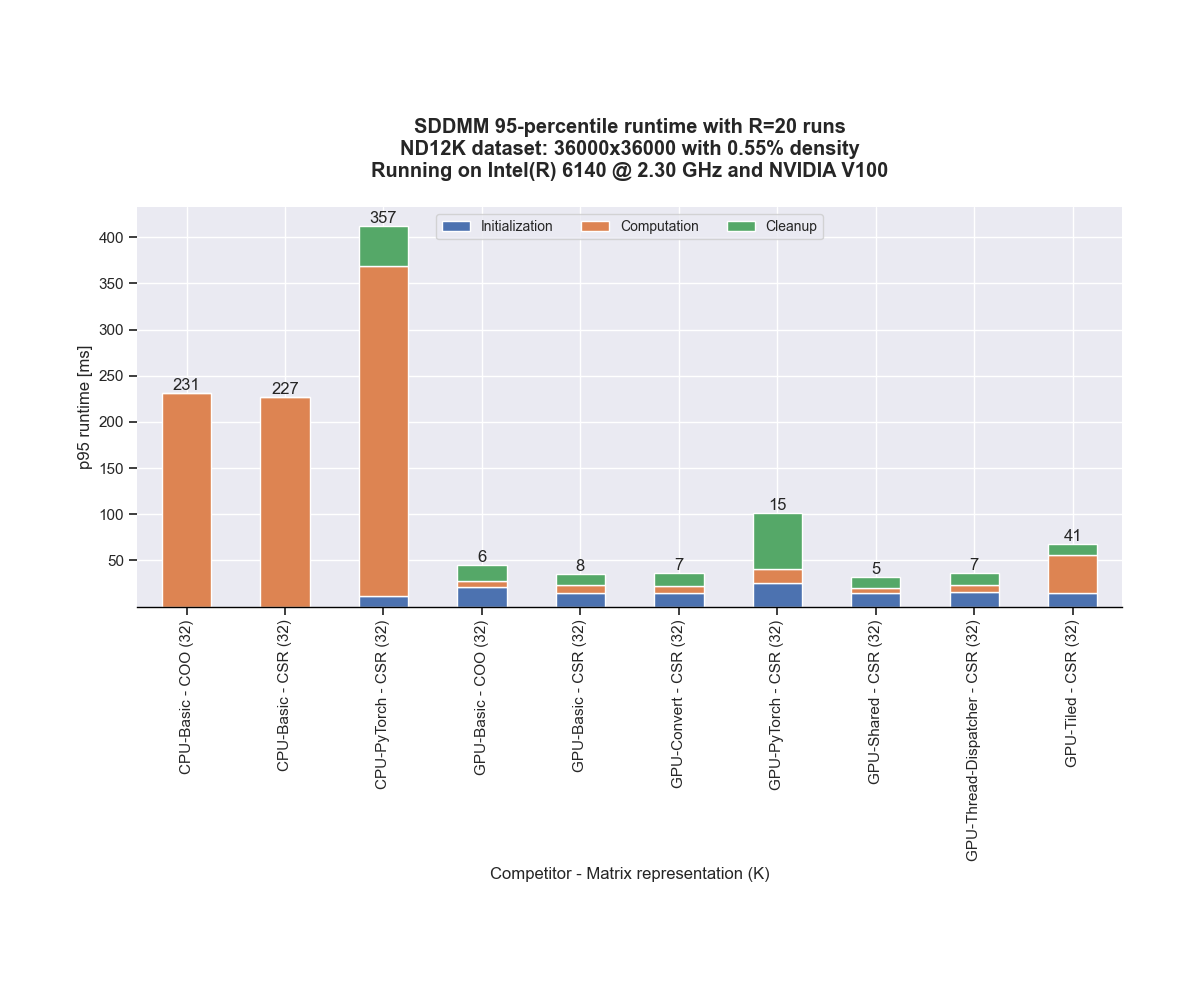 SDDMM 95-percentile runtime with R=20 runs
ND12K dataset: 36000x36000 with 0.55% density
Running on Intel(R) 6140 @ 2.30 GHz and NVIDIA V100
Initialization
Computation
Cleanup
p95 runtime [ms]
400
350
300
250
200
150
100
50
231
227
357
6
8
7
15
5
7
41
CPU-Basic - COO (32)
CPU-Basic - CSR (32)
CPU-PyTorch - CSR (32)
GPU-Basic - COO (32)
GPU-Basic - CSR (32)
GPU-Convert - CSR (32)
GPU-PyTorch - CSR (32)
GPU-Shared - CSR (32)
GPU-Thread-Dispatcher - CSR (32)
GPU-Tiled - CSR (32)
Competitor - Matrix representation (K)